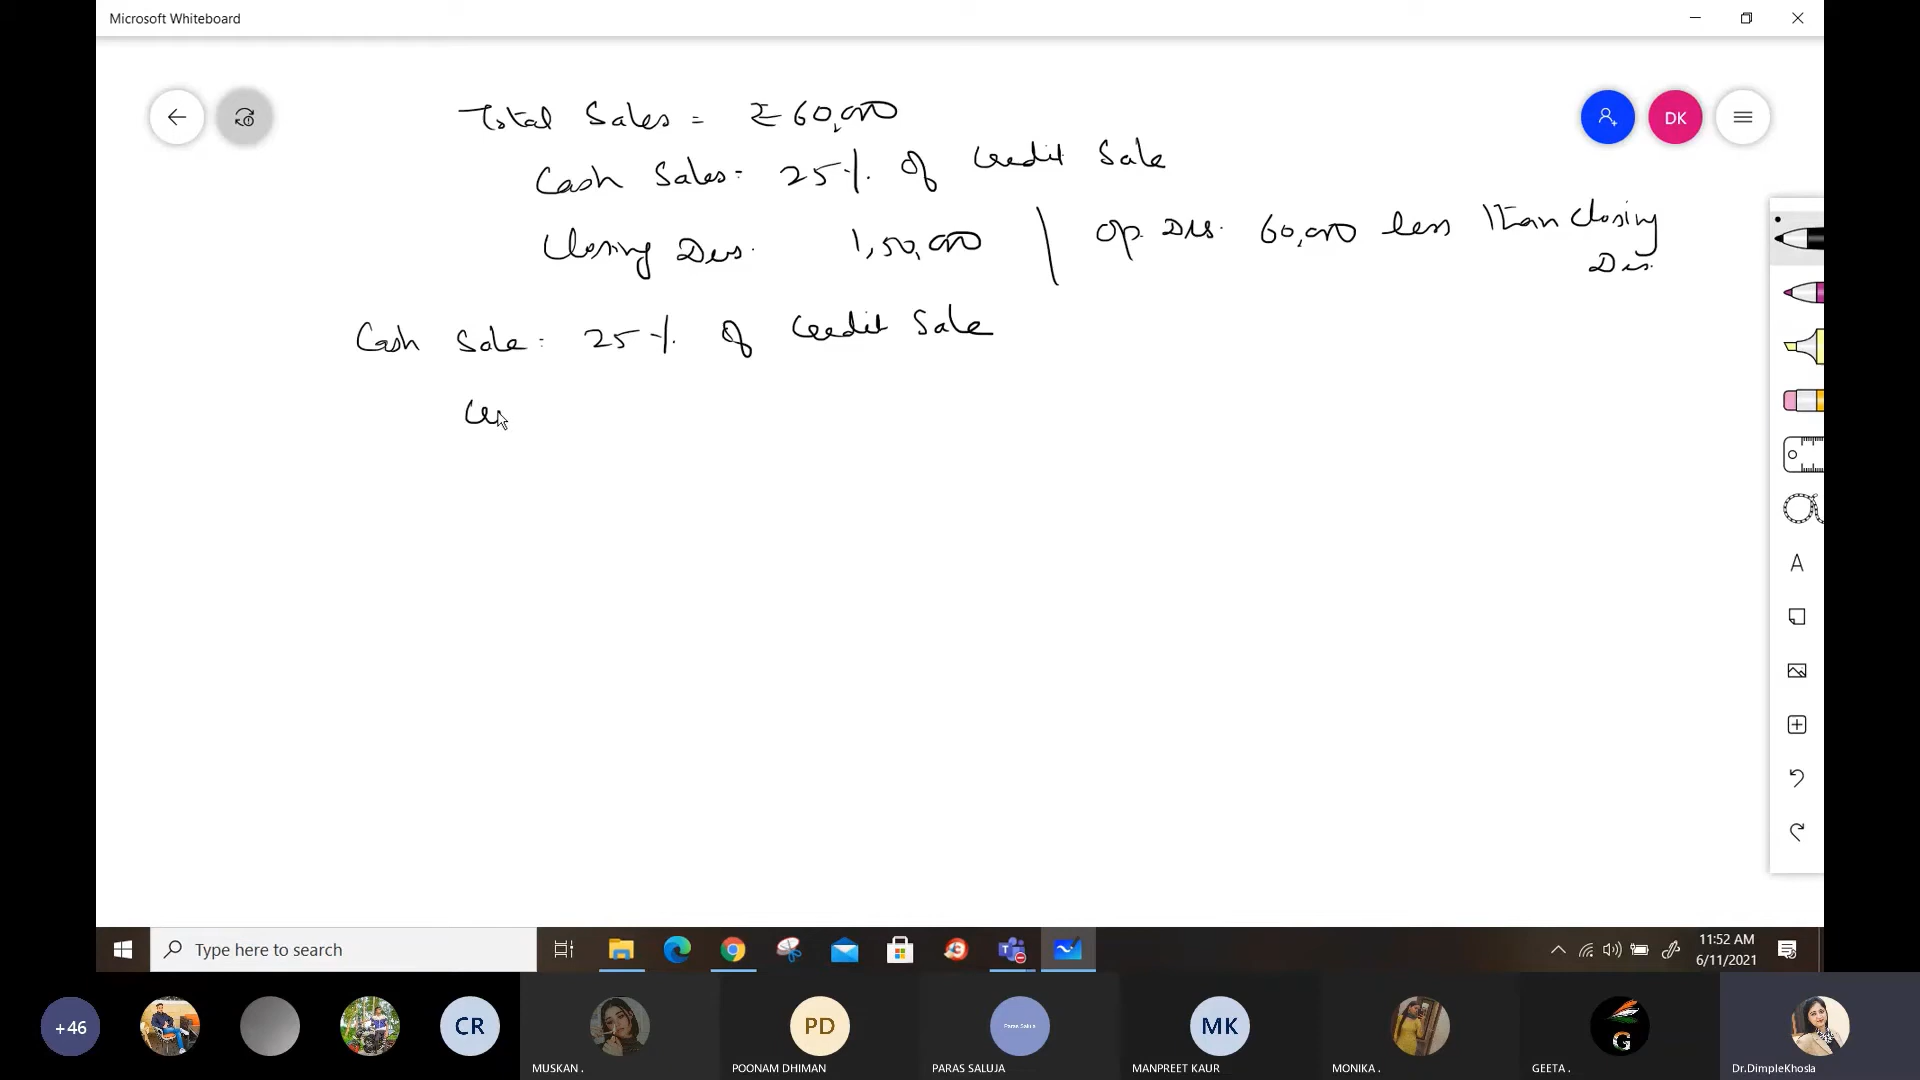 Microsoft Whiteboard
Total Sales = ₹ 60,000
Cash Sales = 25% of Credit Sale
Closing Drs. 1,50,000 | Op. Drs. 60,000 less than Closing
Drs.
Cash Sale = 25% of Credit Sale
Cr
DK
A
Type here to search
11:52 AM
6/11/2021
+46
CR
PD
Paras Saluja
MK
G
MUSKAN .
POONAM DHIMAN
PARAS SALUJA
MANPREET KAUR
MONIKA .
GEETA .
Dr.DimpleKhosla